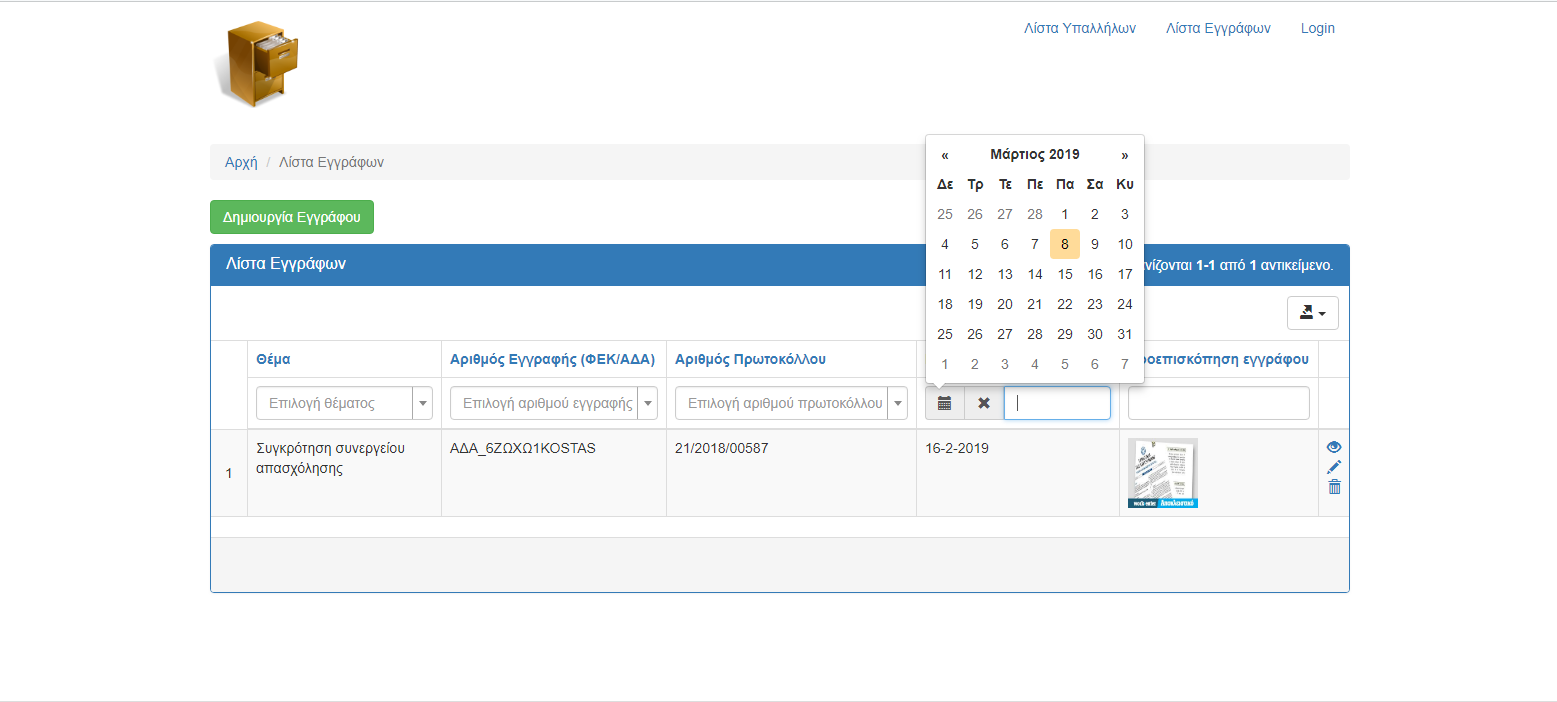 Λίστα Υπαλλήλων Λίστα Εγγράφων Login
Αρχή / Λίστα Εγγράφων
« Μάρτιος 2019 »
Δε Τρ Τε Πε Πα Σα Κυ
25 26 27 28 1 2 3
4 5 6 7 8 9 10
11 12 13 14 15 16 17
18 19 20 21 22 23 24
25 26 27 28 29 30 31
1 2 3 4 5 6 7
Δημιουργία Εγγράφου
Λίστα Εγγράφων
νίζονται 1-1 από 1 αντικείμενο.
Θέμα Αριθμός Εγγραφής (ΦΕΚ/ΑΔΑ) Αριθμός Πρωτοκόλλου ροεπισκόπηση εγγράφου
Επιλογή θέματος Επιλογή αριθμού εγγραφής Επιλογή αριθμού πρωτοκόλλου
1 Συγκρότηση συνεργείου ΑΔΑ_6ΖΩΧΩ1KOSTAS 21/2018/00587 16-2-2019
απασχόλησης